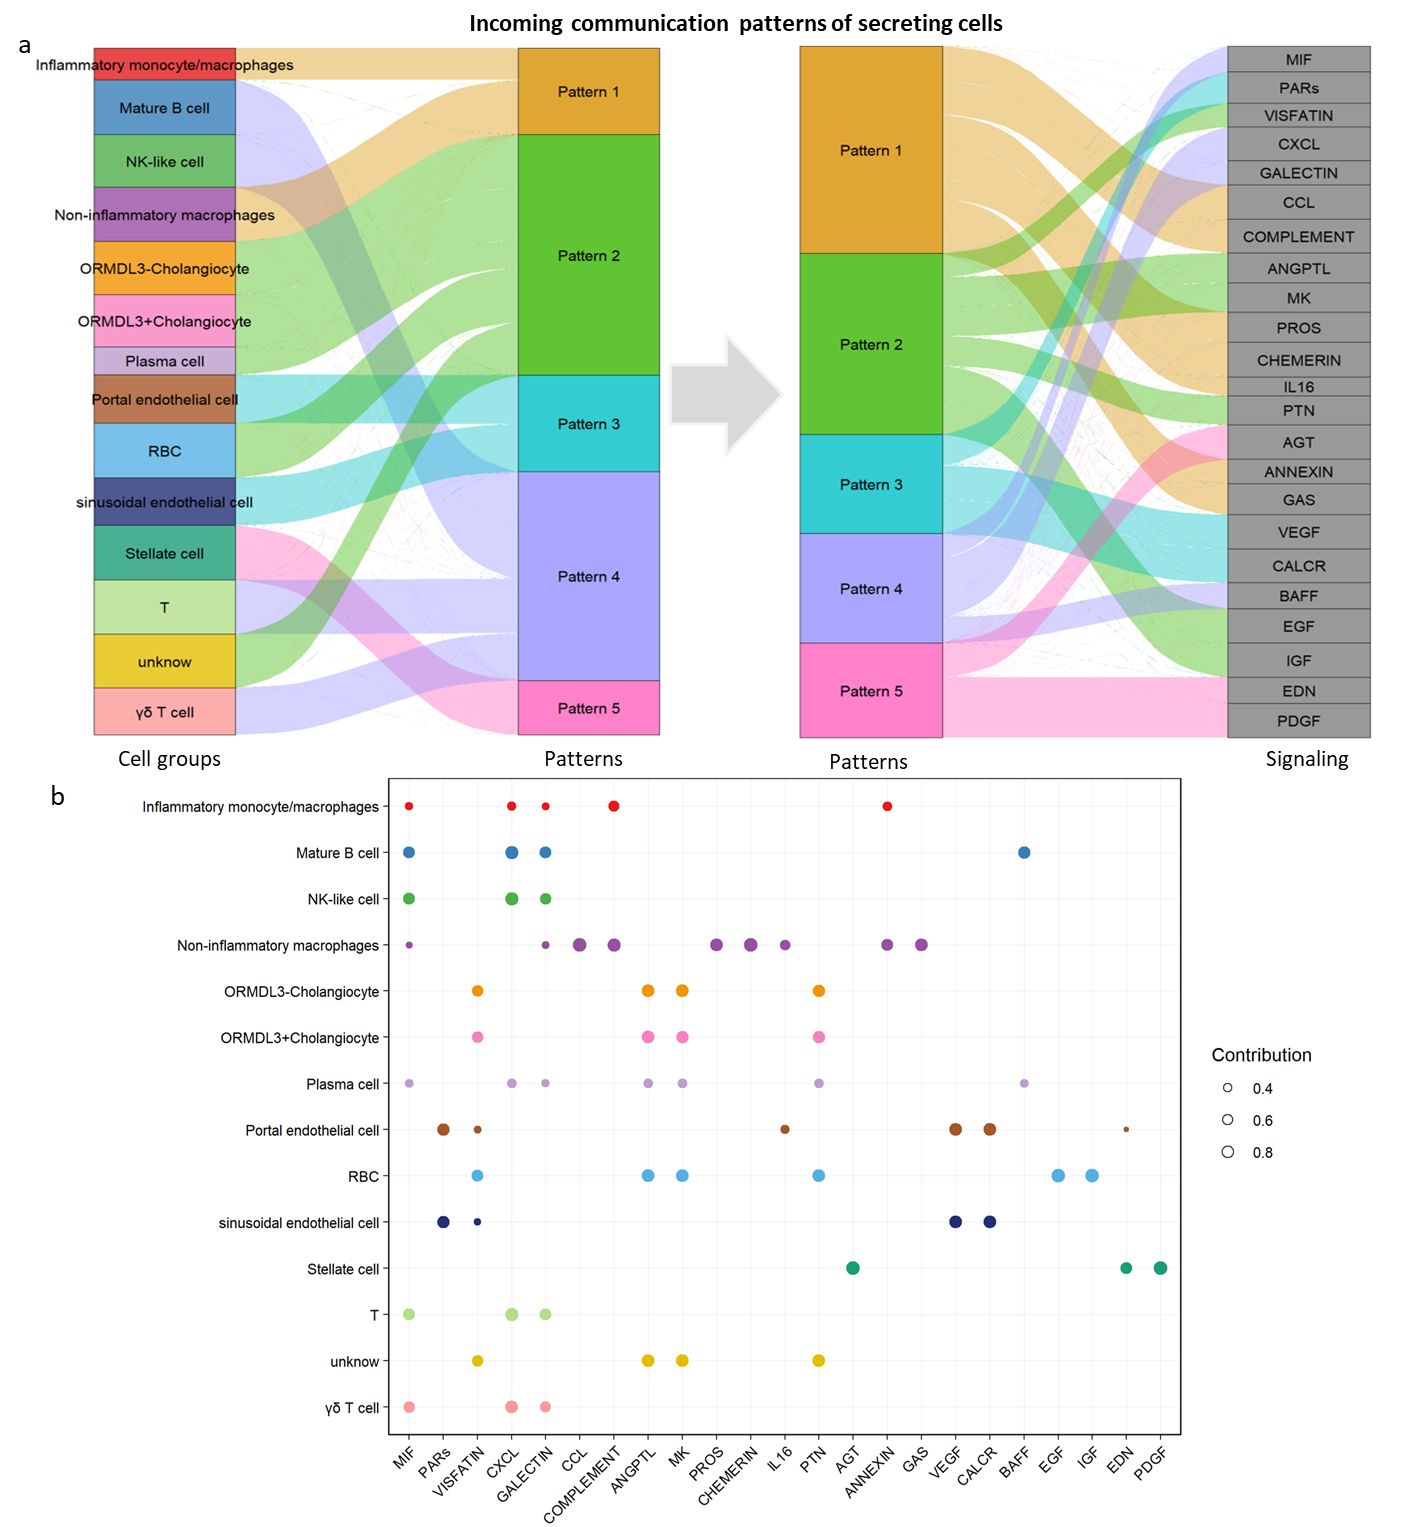 Incoming communication patterns of secreting cells
a
Inflammatory monocyte/macrophages
Mature B cell
NK-like cell
Non-inflammatory macrophages
ORMDL3-Cholangiocyte
ORMDL3+Cholangiocyte
Plasma cell
Portal endothelial cell
RBC
sinusoidal endothelial cell
Stellate cell
T
unknow
γδ T cell
Cell groups
Pattern 1
Pattern 2
Pattern 3
Pattern 4
Pattern 5
Patterns
Pattern 1
Pattern 2
Pattern 3
Pattern 4
Pattern 5
Patterns
MIF
PARs
VISFATIN
CXCL
GALECTIN
CCL
COMPLEMENT
ANGPTL
MK
PROS
CHEMERIN
IL16
PTN
AGT
ANNEXIN
GAS
VEGF
CALCR
BAFF
EGF
IGF
EDN
PDGF
Signaling
b
Inflammatory monocyte/macrophages
Mature B cell
NK-like cell
Non-inflammatory macrophages
ORMDL3-Cholangiocyte
ORMDL3+Cholangiocyte
Plasma cell
Portal endothelial cell
RBC
sinusoidal endothelial cell
Stellate cell
T
unknow
γδ T cell
MIF
PARs
VISFATIN
CXCL
GALECTIN
CCL
COMPLEMENT
ANGPTL
MK
PROS
CHEMERIN
IL16
PTN
AGT
ANNEXIN
GAS
VEGF
CALCR
BAFF
EGF
IGF
EDN
PDGF
Contribution
0.4
0.6
0.8